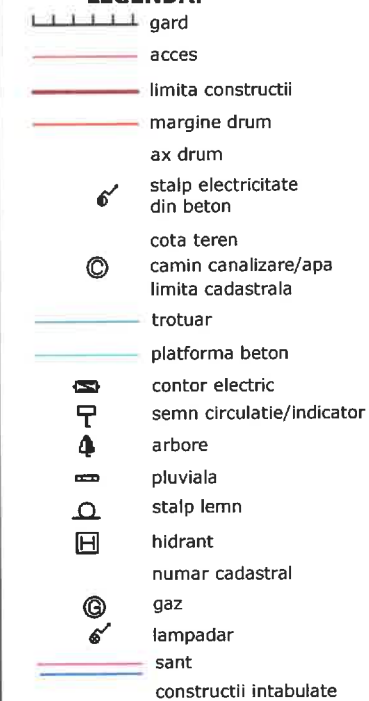 gard
acces
limita constructii
margine drum
ax drum
stalp electricitate
din beton
cota teren
C camin canalizare/apa
limita cadastrala
trotuar
platforma beton
contor electric
semn circulatie/indicator
arbore
pluviala
stalp lemn
H hidrant
numar cadastral
G gaz
lampadar
sant
constructii intabulate